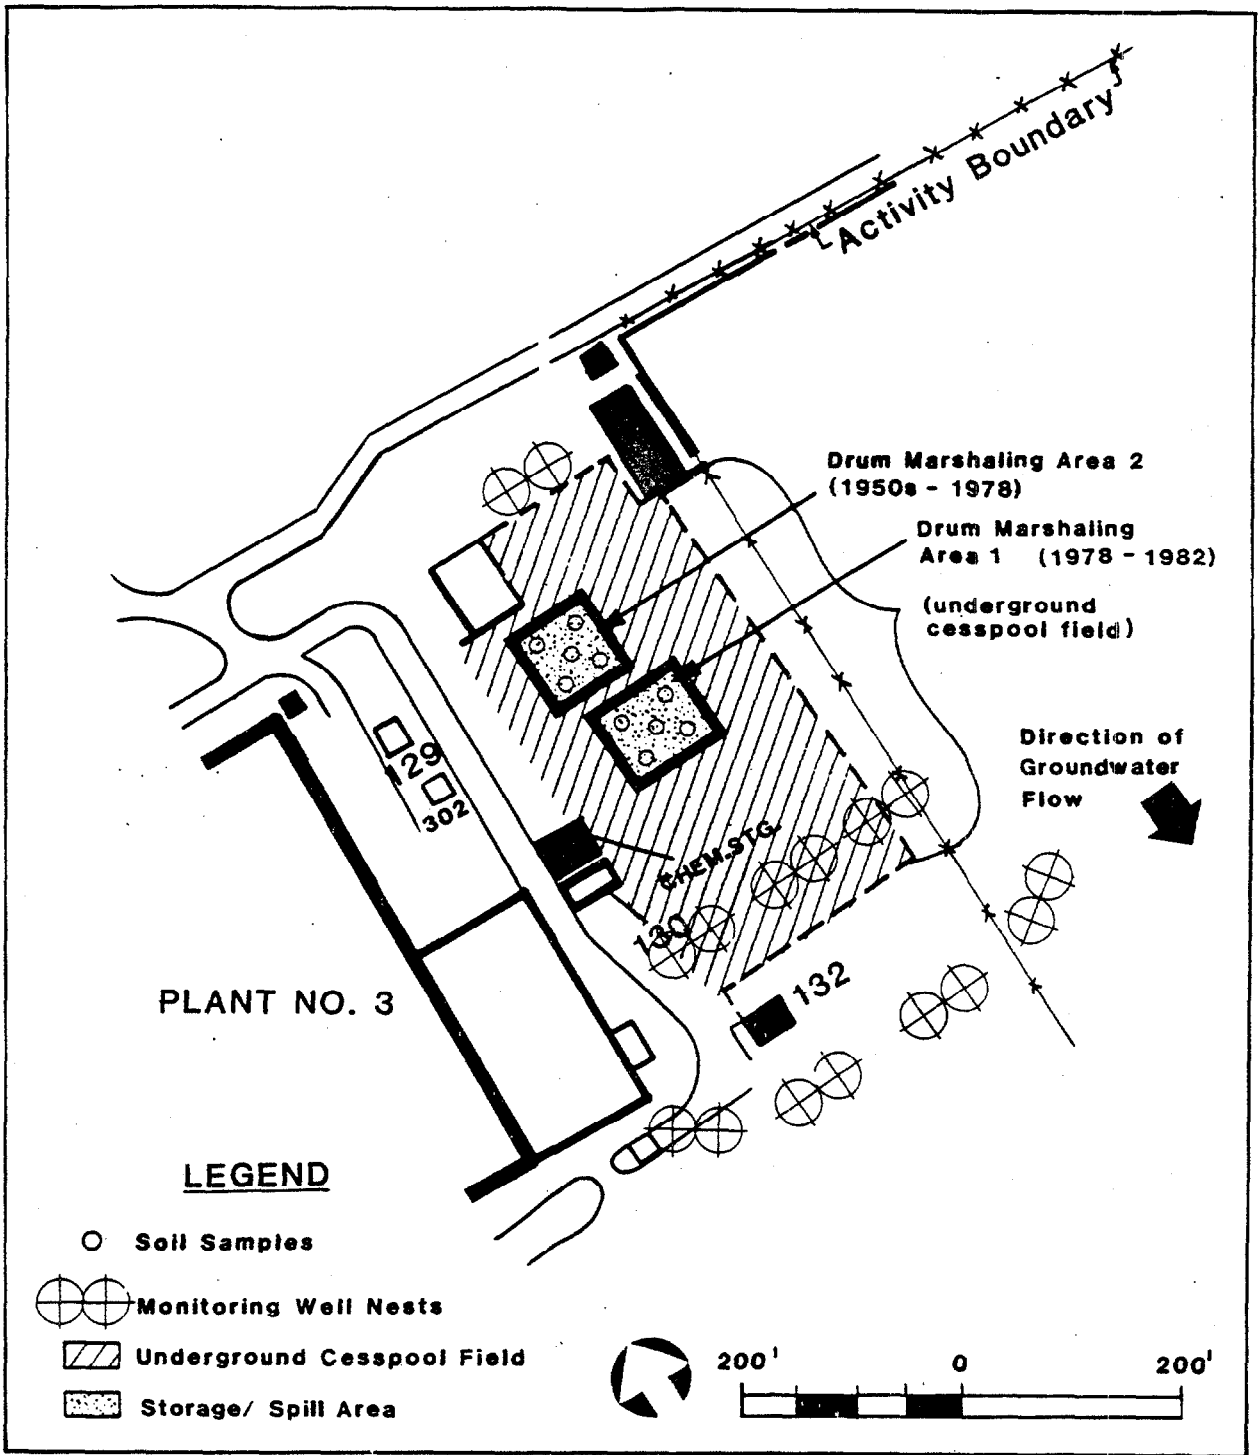 Activity Boundary
Drum Marshaling Area 2
(1950s - 1978)
Drum Marshaling
Area 1 (1978 - 1982)
(underground
cesspool field)
Direction of
Groundwater
Flow
29
302
CHEM.STG.
130
132
PLANT NO. 3
LEGEND
Soil Samples
Monitoring Well Nests
Underground Cesspool Field
Storage/ Spill Area
200' 0 200'